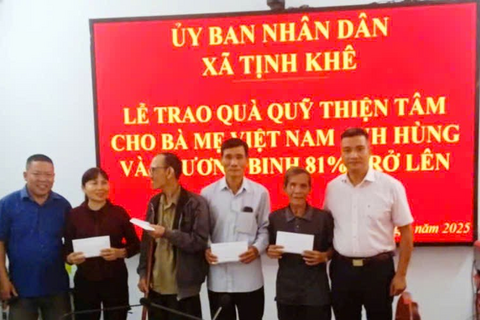 ỦY BAN NHÂN DÂN
XÃ TỊNH KHÊ
LỄ TRAO QUÀ QUỸ THIỆN TÂM
CHO BÀ MẸ VIỆT NAM HÙNG
VÀ BINH 81% TRỞ LÊN
năm 2025